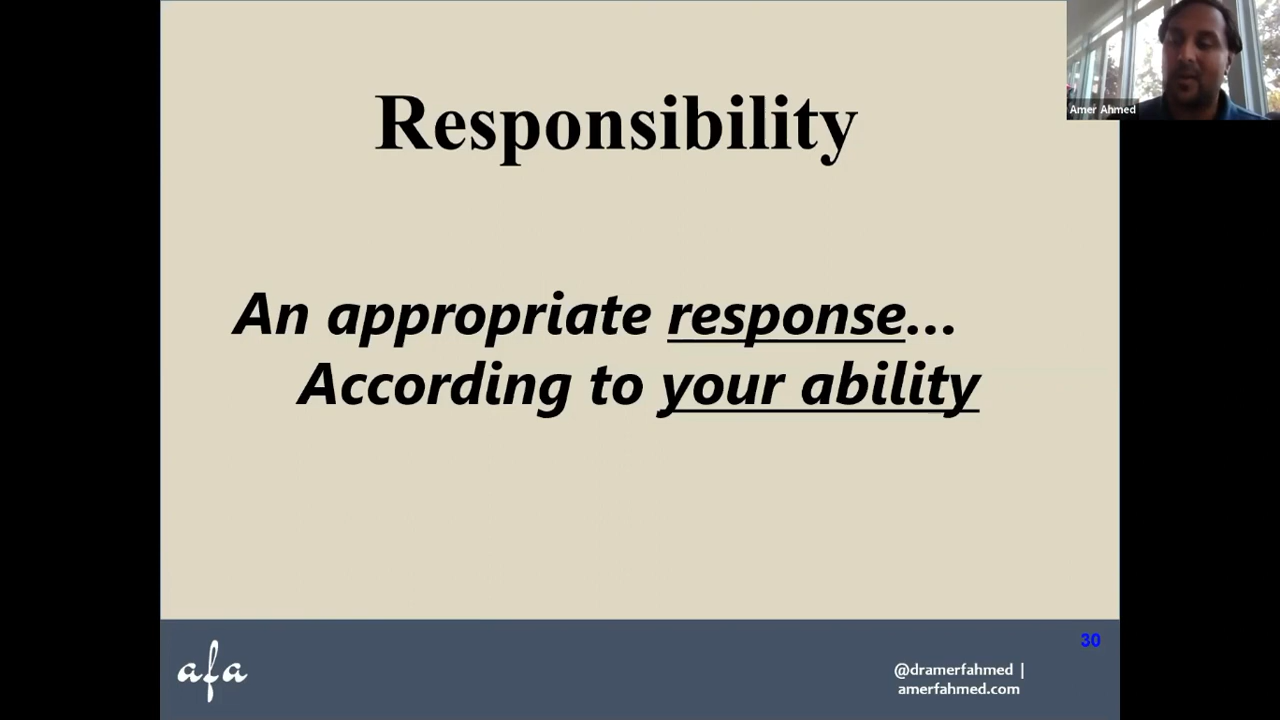 Amer Ahmed
Responsibility
An appropriate response...
According to your ability
30
afa
@dramerfahmed |
amerfahmed.com